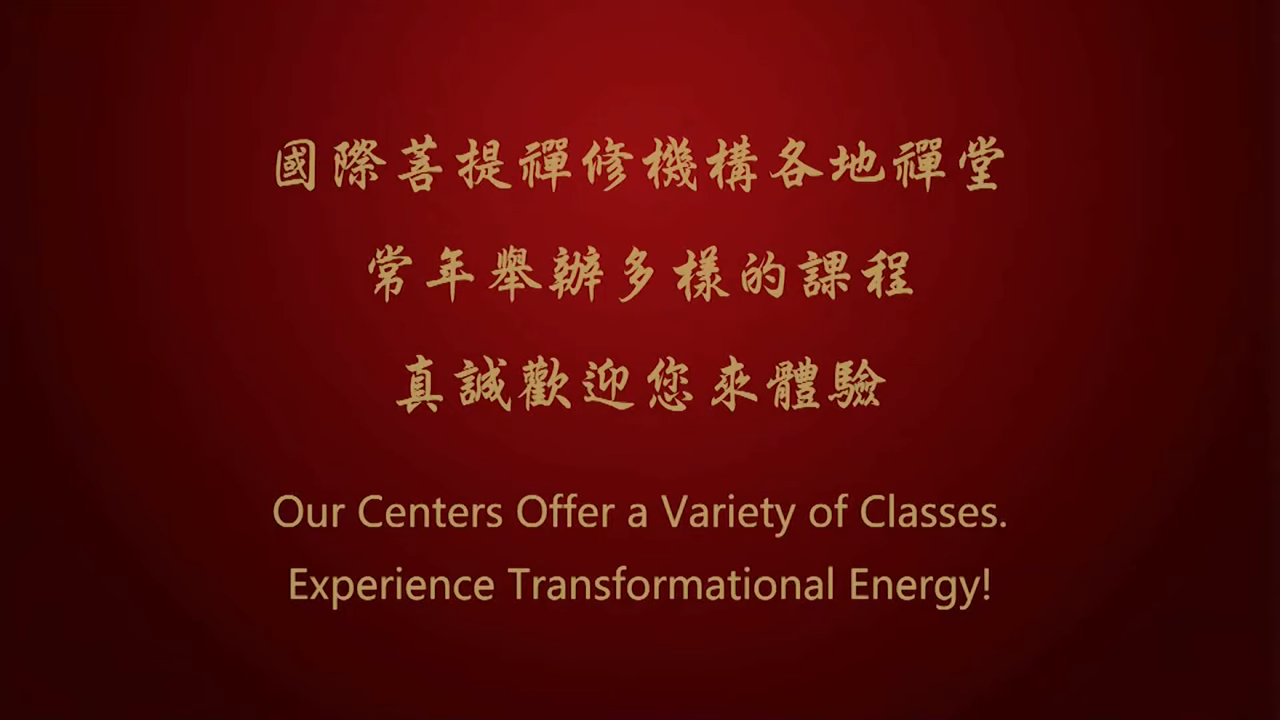 國際菩提禪修機構各地禪堂
常年舉辦多樣的課程
真誠歡迎您來體驗
Our Centers Offer a Variety of Classes.
Experience Transformational Energy!